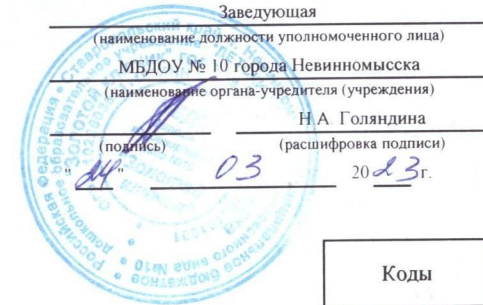 Заведующая
(наименование должности уполномоченного лица)
МБДОУ № 10 города Невинномысска
(наименование органа-учредителя (учреждения)
Н.А. Голяндина
(подпись) (расшифровка подписи)
"24" 03 2023г.
Коды